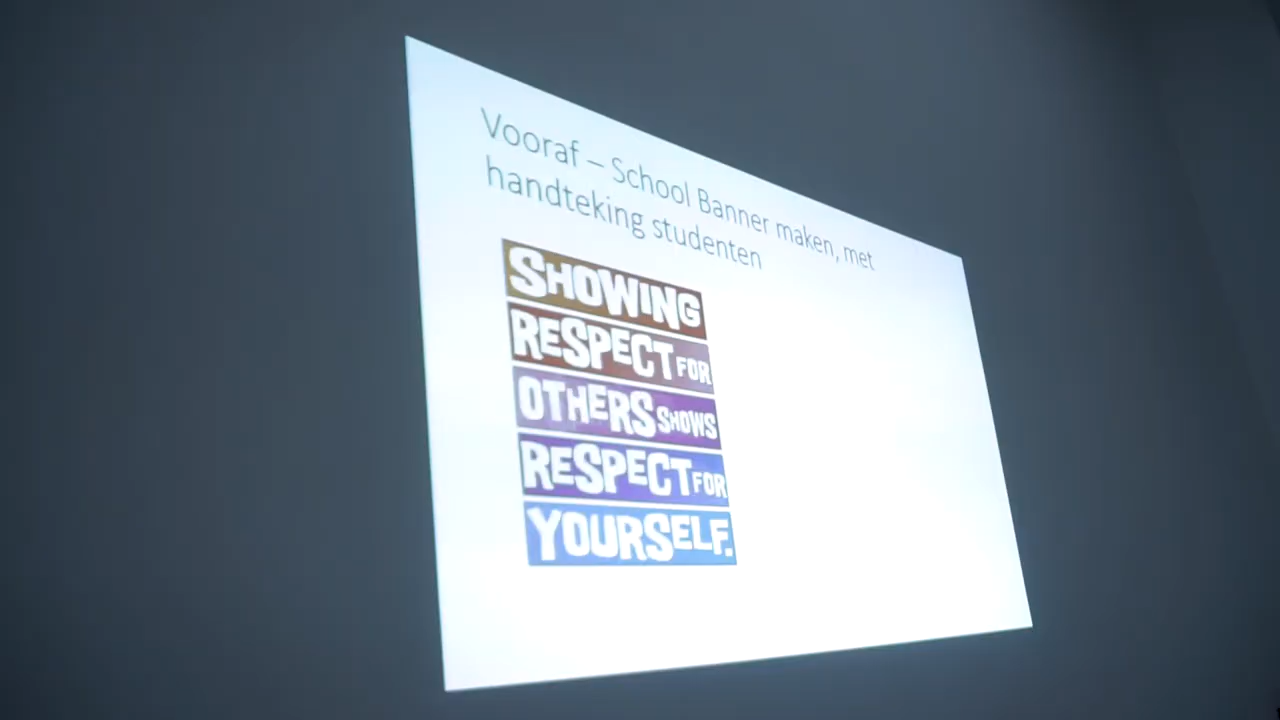 Vooraf – School Banner maken, met
handteking studenten
SHOWING
RESPECT FOR
OTHERS SHOWS
RESPECT FOR
YOURSELF.